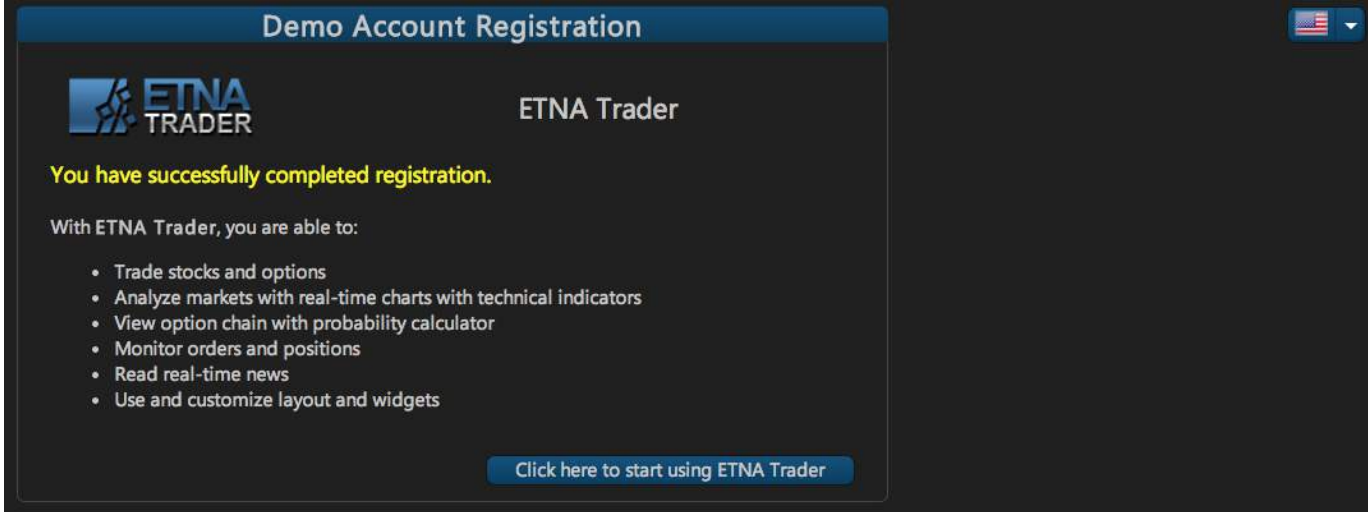 Demo Account Registration
ETNA
TRADER
ETNA Trader
You have successfully completed registration.
With ETNA Trader, you are able to:
• Trade stocks and options
• Analyze markets with real-time charts with technical indicators
• View option chain with probability calculator
• Monitor orders and positions
• Read real-time news
• Use and customize layout and widgets
Click here to start using ETNA Trader